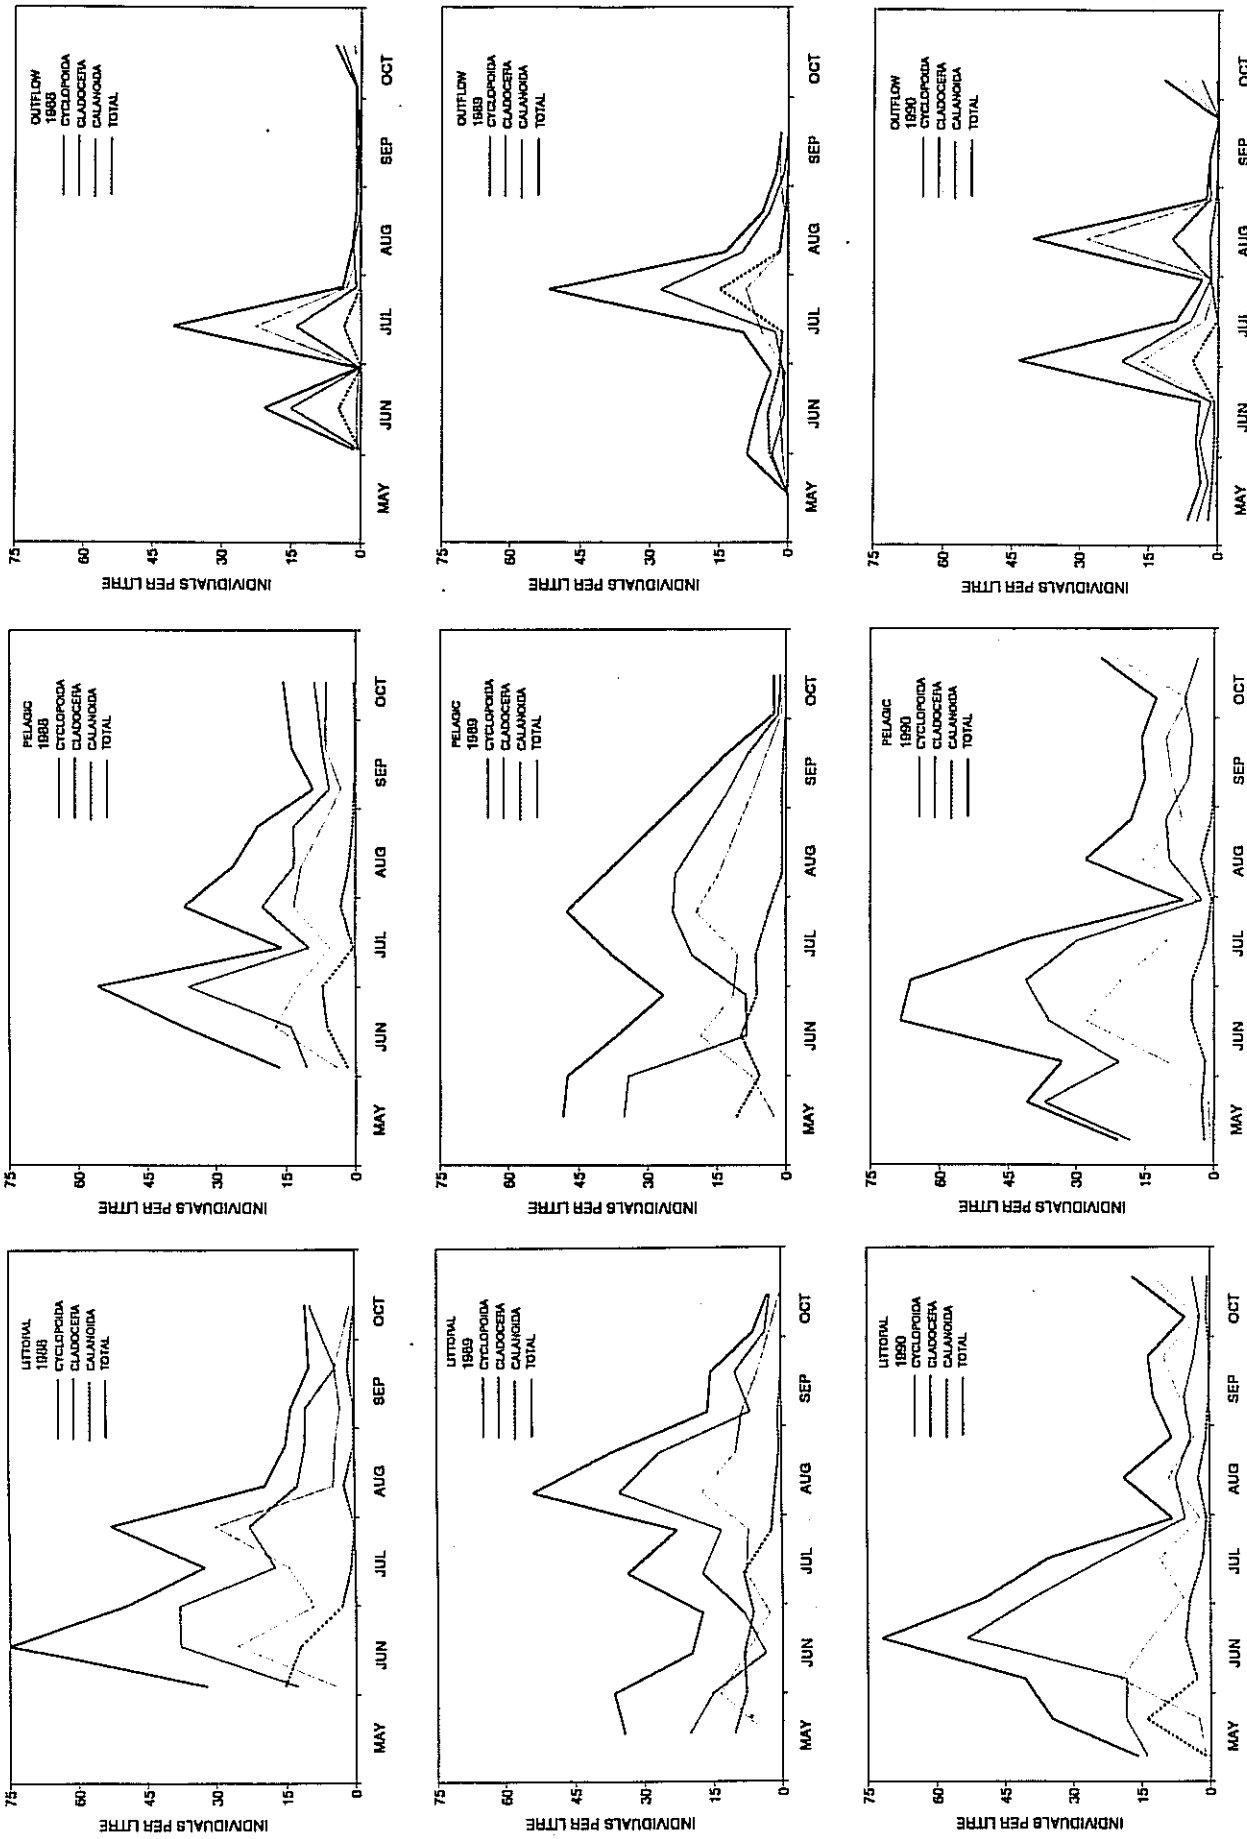 LITTORAL
1988
CYCLOPOIDA
CLADOCERA
CALANOIDA
TOTAL
INDIVIDUALS PER LITRE
75
60
45
30
15
0
MAY
JUN
JUL
AUG
SEP
OCT
PELAGIC
1988
CYCLOPOIDA
CLADOCERA
CALANOIDA
TOTAL
INDIVIDUALS PER LITRE
75
60
45
30
15
0
MAY
JUN
JUL
AUG
SEP
OCT
OUTFLOW
1988
CYCLOPOIDA
CLADOCERA
CALANOIDA
TOTAL
INDIVIDUALS PER LITRE
75
60
45
30
15
0
MAY
JUN
JUL
AUG
SEP
OCT
LITTORAL
1989
CYCLOPOIDA
CLADOCERA
CALANOIDA
TOTAL
INDIVIDUALS PER LITRE
75
60
45
30
15
0
MAY
JUN
JUL
AUG
SEP
OCT
PELAGIC
1989
CYCLOPOIDA
CLADOCERA
CALANOIDA
TOTAL
INDIVIDUALS PER LITRE
75
60
45
30
15
0
MAY
JUN
JUL
AUG
SEP
OCT
OUTFLOW
1989
CYCLOPOIDA
CLADOCERA
CALANOIDA
TOTAL
INDIVIDUALS PER LITRE
75
60
45
30
15
0
MAY
JUN
JUL
AUG
SEP
OCT
LITTORAL
1990
CYCLOPOIDA
CLADOCERA
CALANOIDA
TOTAL
INDIVIDUALS PER LITRE
75
60
45
30
15
0
MAY
JUN
JUL
AUG
SEP
OCT
PELAGIC
1990
CYCLOPOIDA
CLADOCERA
CALANOIDA
TOTAL
INDIVIDUALS PER LITRE
75
60
45
30
15
0
MAY
JUN
JUL
AUG
SEP
OCT
OUTFLOW
1990
CYCLOPOIDA
CLADOCERA
CALANOIDA
TOTAL
INDIVIDUALS PER LITRE
75
60
45
30
15
0
MAY
JUN
JUL
AUG
SEP
OCT